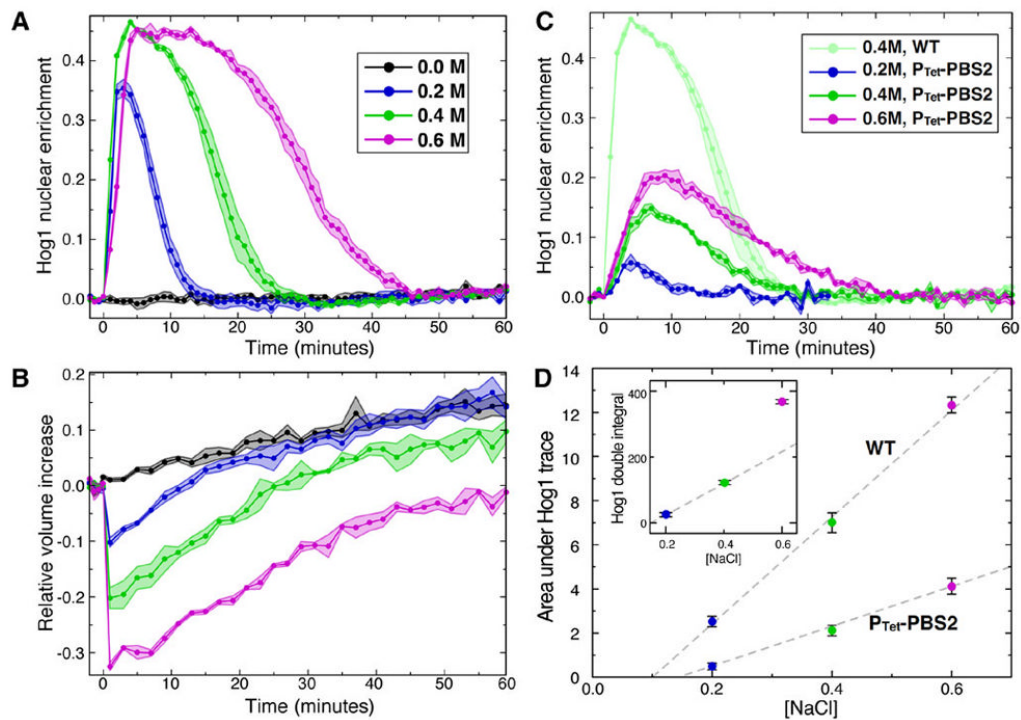 A
Hog1 nuclear enrichment
0.4
0.3
0.2
0.1
0.0
0.0 M
0.2 M
0.4 M
0.6 M
0 10 20 30 40 50 60
Time (minutes)
C
Hog1 nuclear enrichment
0.4
0.3
0.2
0.1
0.0
0.4M, WT
0.2M, PTet-PBS2
0.4M, PTet-PBS2
0.6M, PTet-PBS2
0 10 20 30 40 50 60
Time (minutes)
B
Relative volume increase
0.2
0.1
0.0
-0.1
-0.2
-0.3
0 10 20 30 40 50 60
Time (minutes)
D
Area under Hog1 trace
14
12
10
8
6
4
2
0
Hog1 double integral
400
200
0
0.2 0.4 0.6
[NaCl]
WT
PTet-PBS2
0.0 0.2 0.4 0.6
[NaCl]